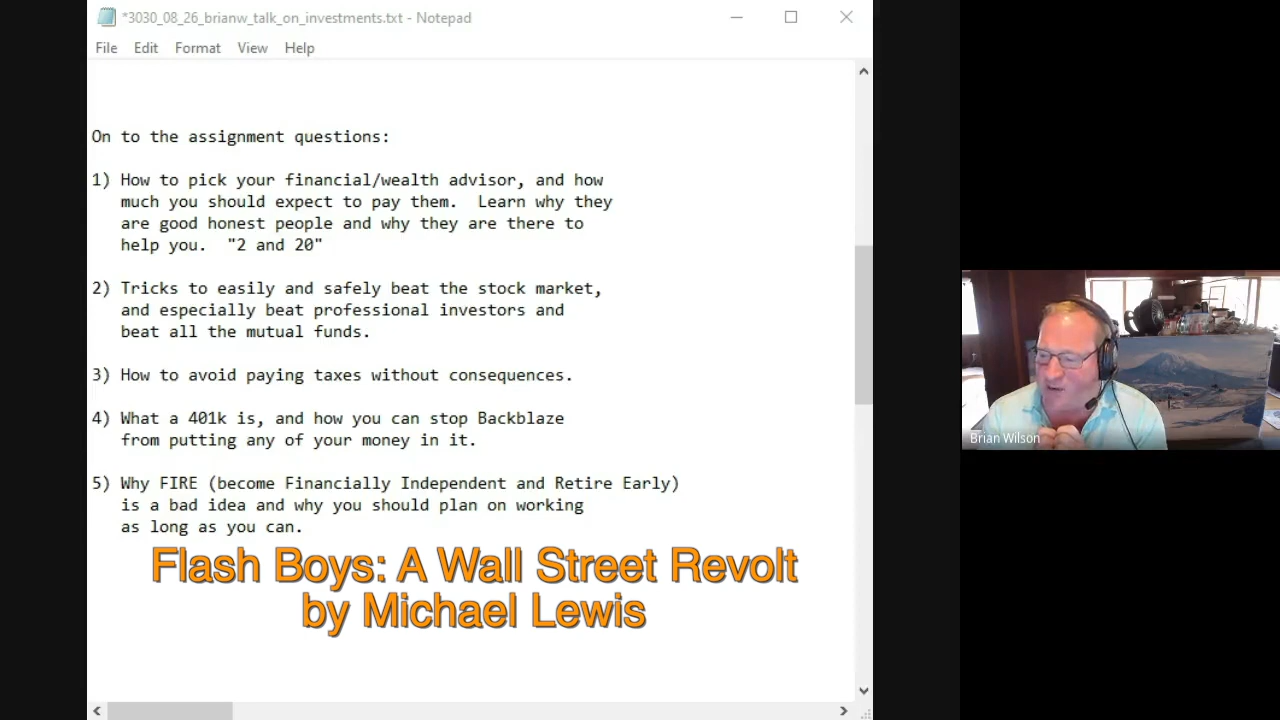 *3030_08_26_brianw_talk_on_investments.txt - Notepad
File Edit Format View Help
On to the assignment questions:
1) How to pick your financial/wealth advisor, and how
much you should expect to pay them.  Learn why they
are good honest people and why they are there to
help you.  "2 and 20"
2) Tricks to easily and safely beat the stock market,
and especially beat professional investors and
beat all the mutual funds.
3) How to avoid paying taxes without consequences.
4) What a 401k is, and how you can stop Backblaze
from putting any of your money in it.
5) Why FIRE (become Financially Independent and Retire Early)
is a bad idea and why you should plan on working
as long as you can.
Flash Boys: A Wall Street Revolt
by Michael Lewis
Brian Wilson